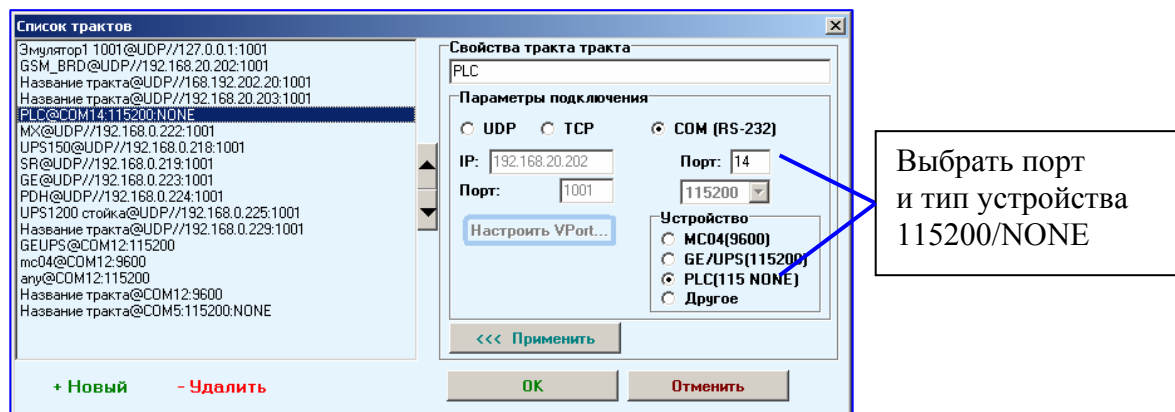 Список трактов
Эмулятор1 1001@UDP//127.0.0.1:1001
GSM_BRD@UDP//192.168.20.202:1001
Название тракта@UDP//168.192.202.20:1001
Название тракта@UDP//192.168.20.203:1001
PLC@COM14:115200:NONE
MX@UDP//192.168.0.222:1001
UPS150@UDP//192.168.0.218:1001
SR@UDP//192.168.0.219:1001
GE@UDP//192.168.0.223:1001
PDH@UDP//192.168.0.224:1001
UPS1200 стойка@UDP//192.168.0.225:1001
Название тракта@UDP//192.168.0.229:1001
GEUPS@COM12:115200
mc04@COM12:9600
any@COM12:115200
Название тракта@COM12:9600
Название тракта@COM5:115200:NONE
+ Новый - Удалить
Свойства тракта тракта
PLC
Параметры подключения
UDP TCP COM (RS-232)
IP: 192.168.20.202 Порт: 14
Порт: 1001 115200
Настроить VPort...
Устройство
MC04(9600)
GE/UPS(115200)
PLC(115 NONE)
Другое
<<< Применить
OK Отменить
Выбрать порт
и тип устройства
115200/NONE